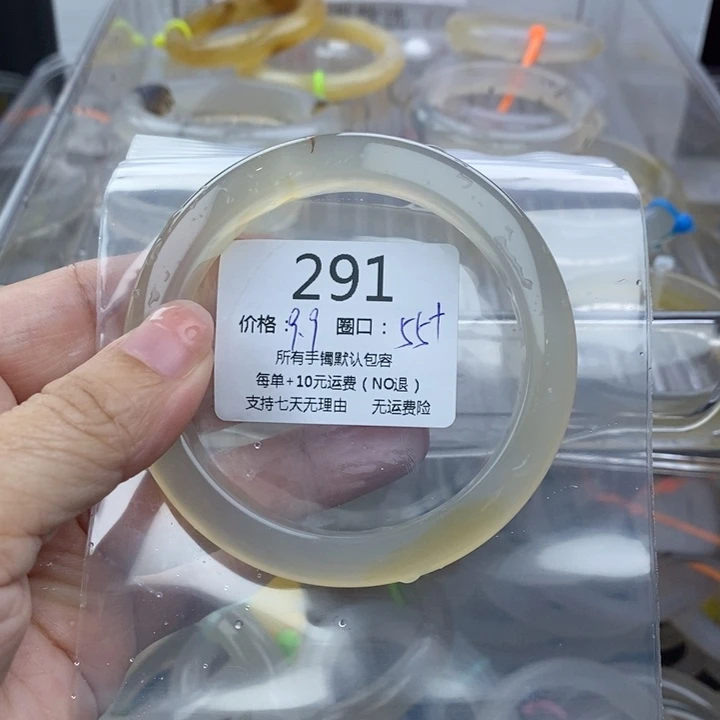 291
价格：9.9 圈口：55+
所有手镯默认包容
每单+10元运费（NO退）
支持七天无理由 无运费险